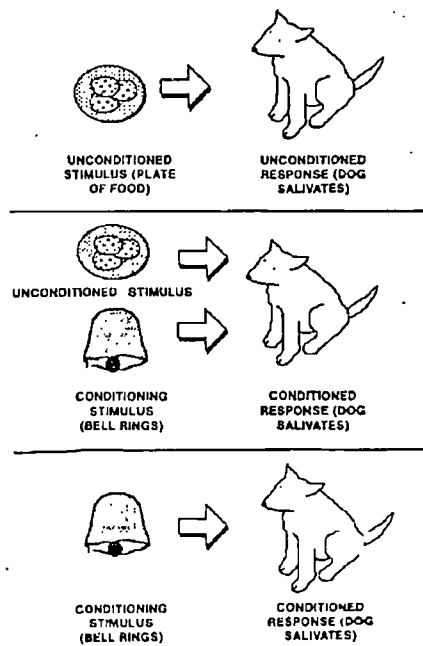 UNCONDITIONED
STIMULUS (PLATE
OF FOOD)
UNCONDITIONED
RESPONSE (DOG
SALIVATES)
UNCONDITIONED STIMULUS
CONDITIONING
STIMULUS
(BELL RINGS)
CONDITIONED
RESPONSE (DOG
SALIVATES)
CONDITIONING
STIMULUS
(BELL RINGS)
CONDITIONED
RESPONSE (DOG
SALIVATES)